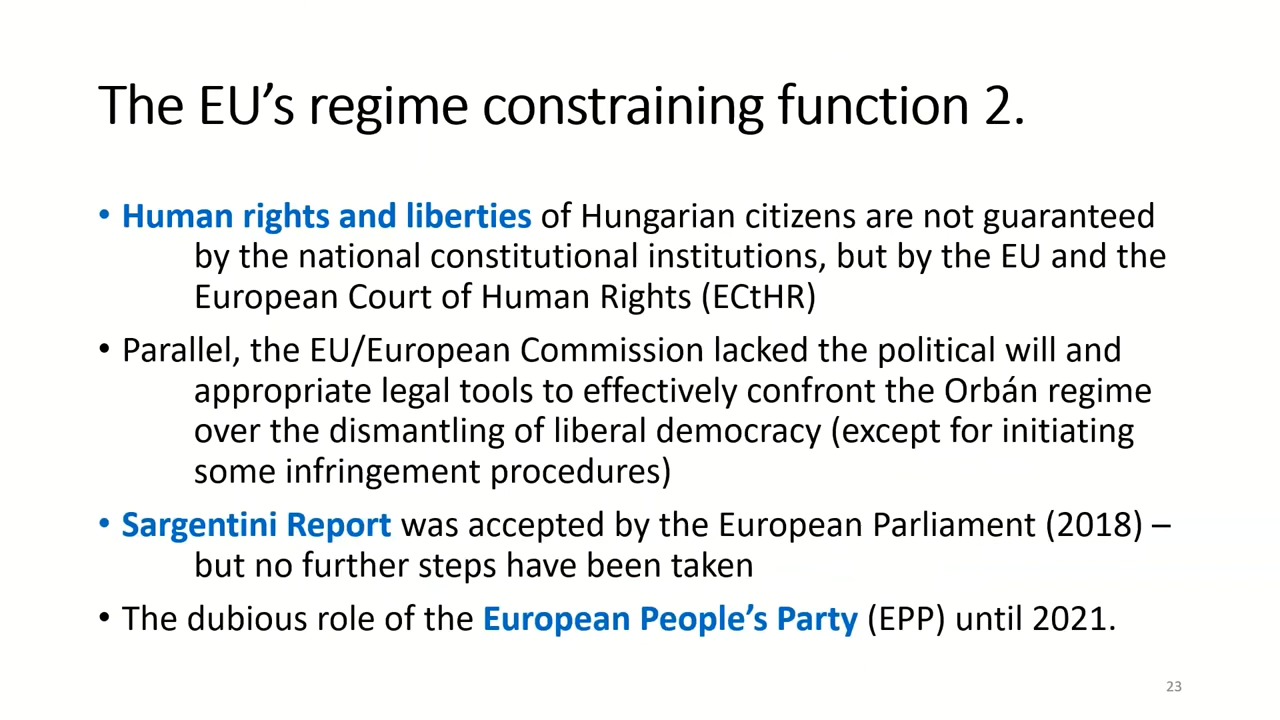 The EU’s regime constraining function 2.
• Human rights and liberties of Hungarian citizens are not guaranteed
by the national constitutional institutions, but by the EU and the
European Court of Human Rights (ECtHR)
• Parallel, the EU/European Commission lacked the political will and
appropriate legal tools to effectively confront the Orbán regime
over the dismantling of liberal democracy (except for initiating
some infringement procedures)
• Sargentini Report was accepted by the European Parliament (2018) –
but no further steps have been taken
• The dubious role of the European People’s Party (EPP) until 2021.
23